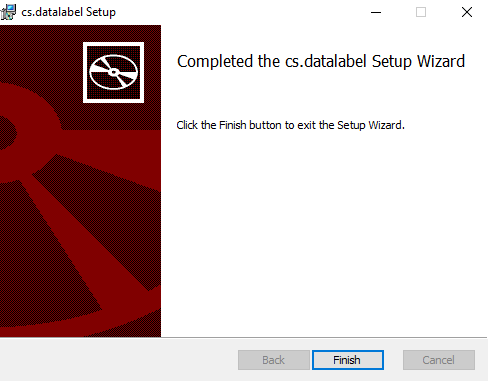 cs.datalabel Setup
Completed the cs.datalabel Setup Wizard
Click the Finish button to exit the Setup Wizard.
Back Finish Cancel